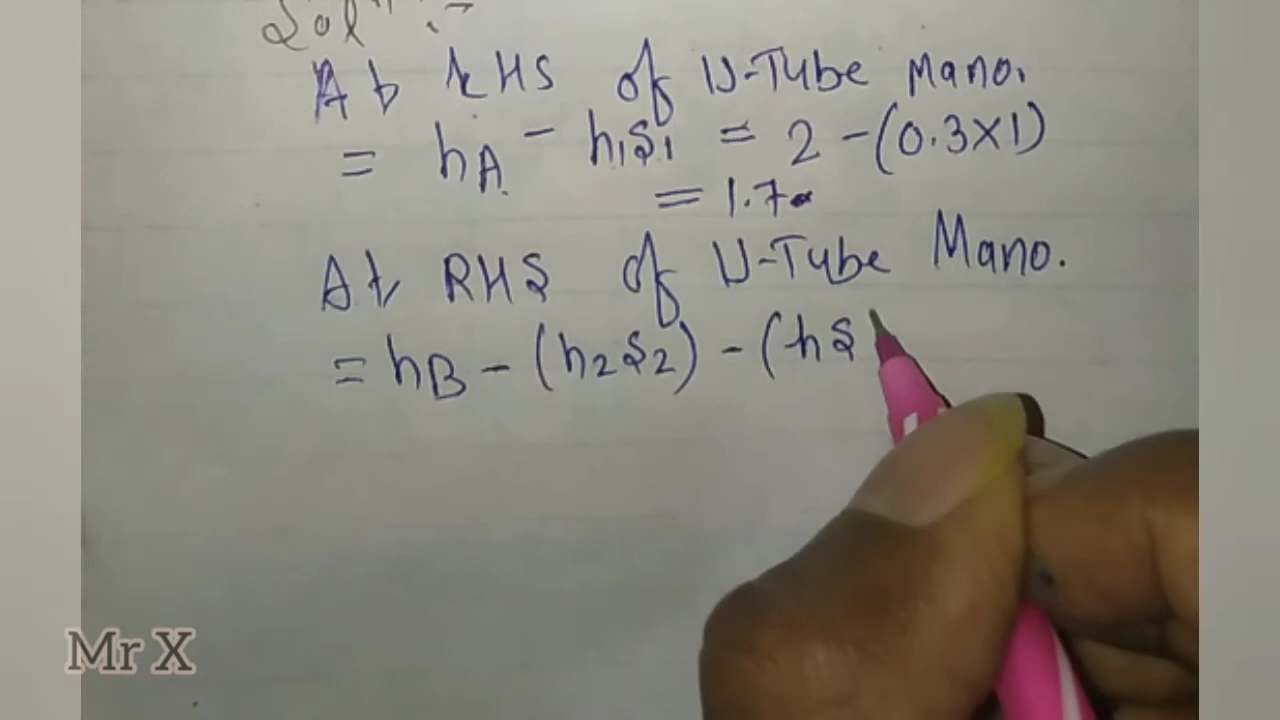 Solⁿ :-
At LHS of U-Tube Mano.
= hA - h₁S₁ = 2 - (0.3×1)
= 1.7
At RHS of U-Tube Mano.
= hB - (h₂S₂) - (hS
Mr X